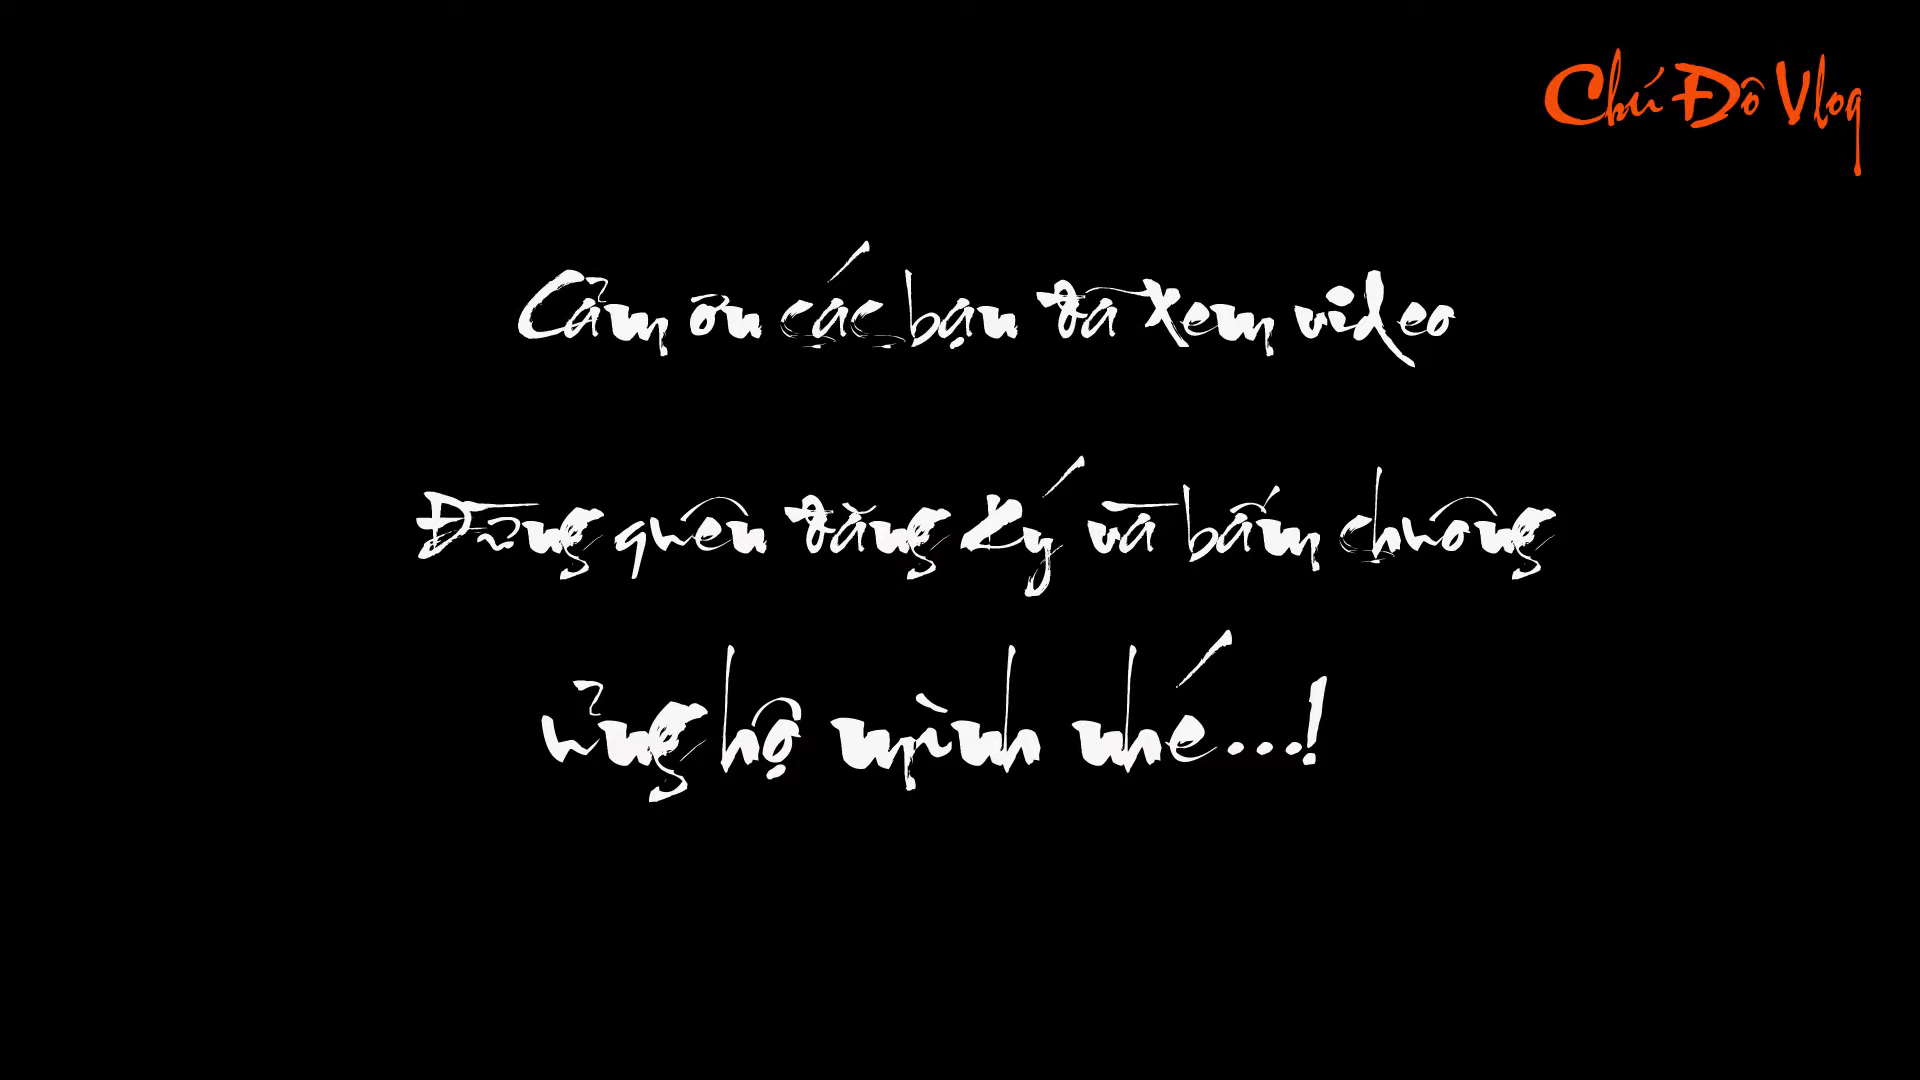 Chú Đô Vlog
Cảm ơn các bạn đã xem video
Đừng quên đăng ký và bấm chuông
ủng hộ mình nhé...!